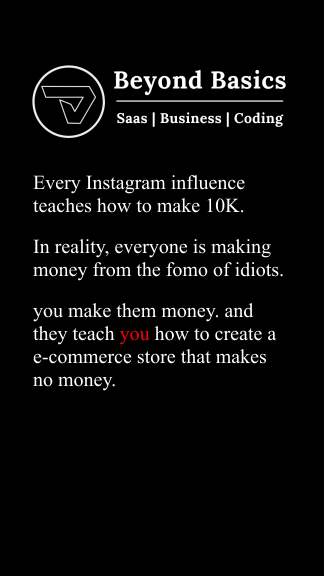 Beyond Basics
Saas | Business | Coding
Every Instagram influence
teaches how to make 10K.
In reality, everyone is making
money from the fomo of idiots.
you make them money. and
they teach you how to create a
e-commerce store that makes
no money.